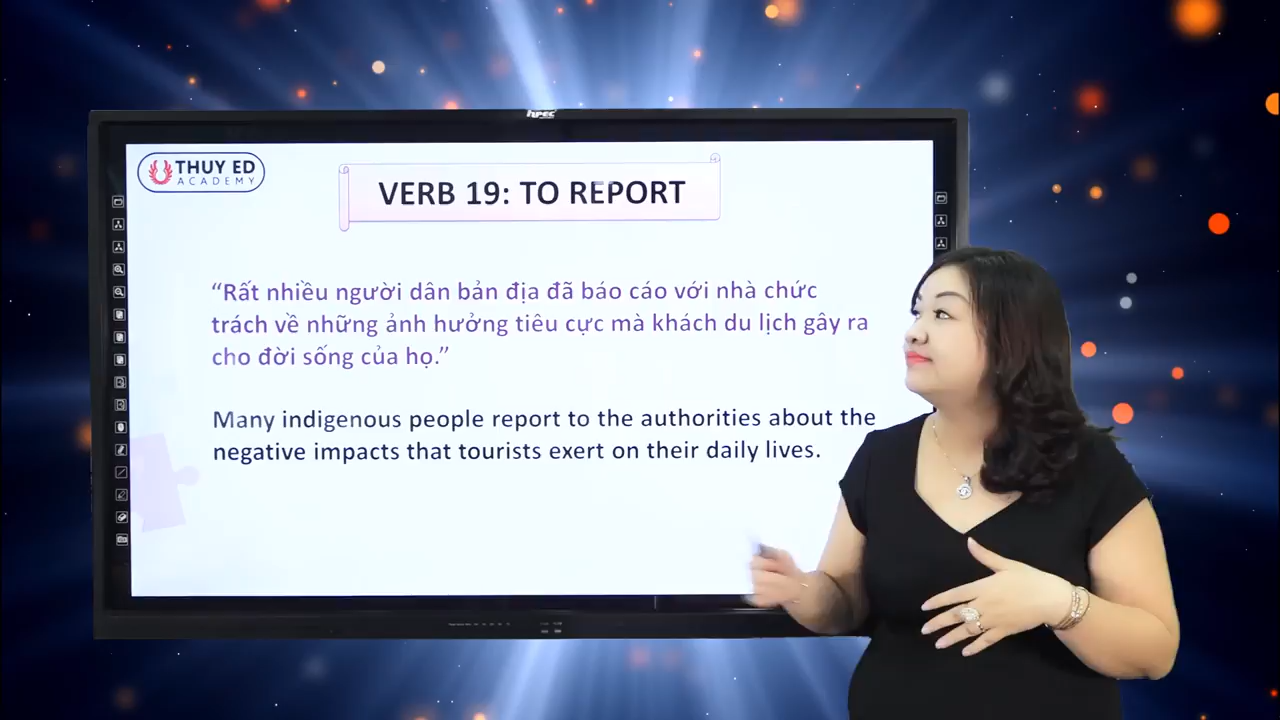 HPEC
THUY ED
ACADEMY
VERB 19: TO REPORT
“Rất nhiều người dân bản địa đã báo cáo với nhà chức
trách về những ảnh hưởng tiêu cực mà khách du lịch gây ra
cho đời sống của họ.”
Many indigenous people report to the authorities about the
negative impacts that tourists exert on their daily lives.